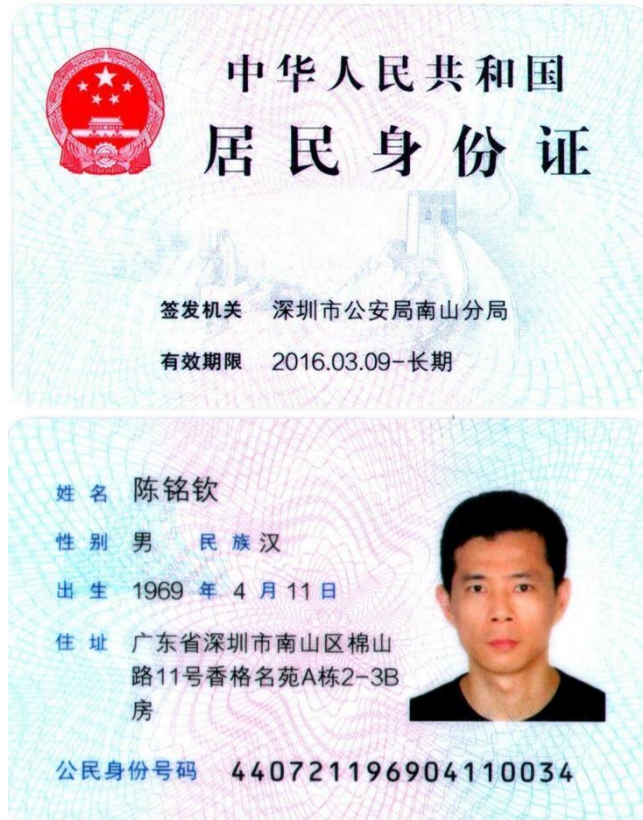 中华人民共和国
居民身份证
签发机关 深圳市公安局南山分局
有效期限 2016.03.09-长期
姓名 陈铭钦
性别 男 民族 汉
出生 1969 年 4 月 11 日
住址 广东省深圳市南山区棉山
路11号香格名苑A栋2-3B
房
公民身份号码 440721196904110034